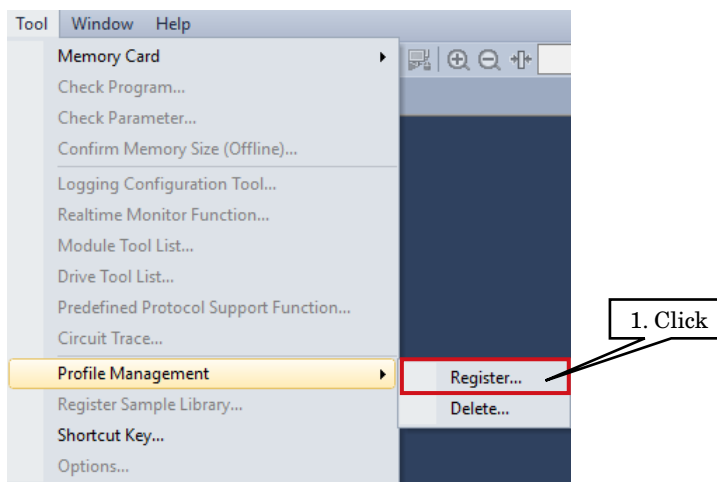 Tool Window Help
Memory Card
Check Program...
Check Parameter...
Confirm Memory Size (Offline)...
Logging Configuration Tool...
Realtime Monitor Function...
Module Tool List...
Drive Tool List...
Predefined Protocol Support Function...
Circuit Trace...
1. Click
Profile Management
Register...
Register Sample Library...
Delete...
Shortcut Key...
Options...